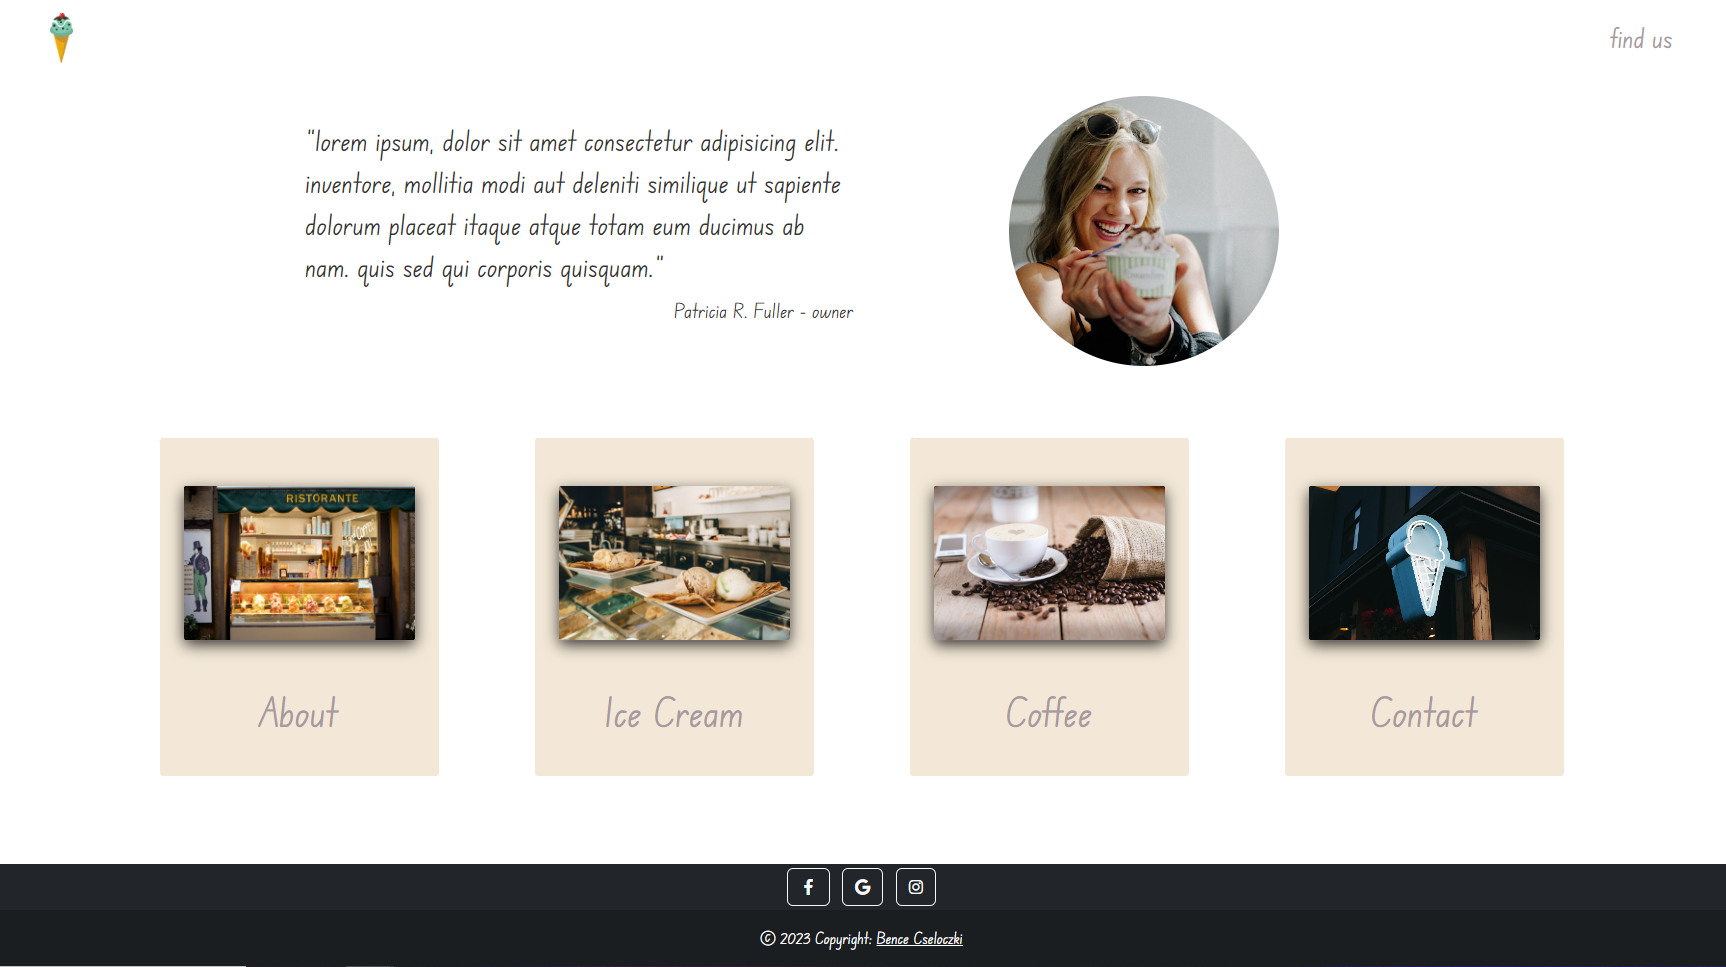 find us
"lorem ipsum, dolor sit amet consectetur adipisicing elit.
inventore, mollitia modi aut deleniti similique ut sapiente
dolorum placeat itaque atque totam eum ducimus ab
nam. quis sed qui corporis quisquam."
Patricia R. Fuller - owner
RISTORANTE
About
Ice Cream
Coffee
Contact
© 2023 Copyright: Bence Cseloczki